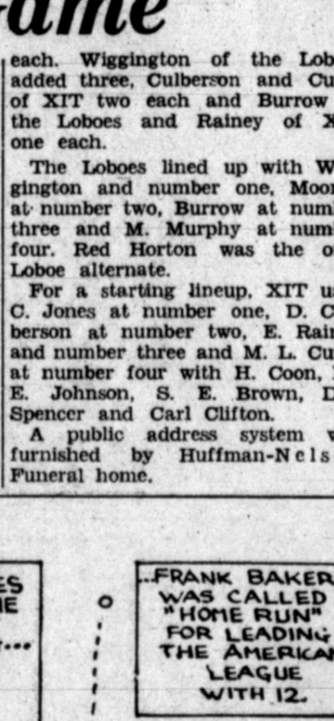 ame
each. Wiggington of the Lob
added three, Culberson and Cu
of XIT two each and Burrow
the Loboes and Rainey of X
one each.
The Loboes lined up with W
gington and number one, Moo
at number two, Burrow at num
three and M. Murphy at num
four. Red Horton was the o
Loboe alternate.
For a starting lineup, XIT u
C. Jones at number one, D. C
berson at number two, E. Rai
and number three and M. L. Cu
at number four with H. Coon,
E. Johnson, S. E. Brown, D
Spencer and Carl Clifton.
A public address system
furnished by Huffman-Nels
Funeral home.
ES
...FRANK BAKER
WAS CALLED
"HOME RUN"
FOR LEADING
THE AMERICAN
LEAGUE
WITH 12.